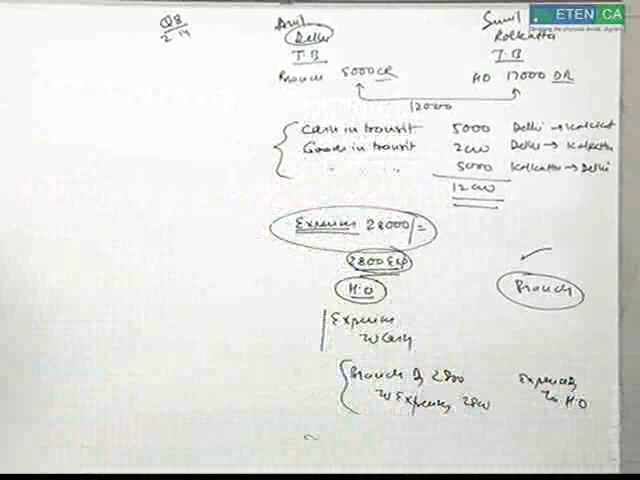 Q8
2 14
Anil
Delhi
T.B
Branch 5000 CR
Sunil
Kolkatta
T.B
HO 17000 DR
12000
Cash in transit 5000 Delhi → Kolkat
Goods in transit 2000 Delhi → Kolkatta
" " " 5000 Kolkatta → Delhi
12000
Expenses 28000/=
2800 Exp
H.O
Branch
Expenses
To Cash
Branch Dr 2800
To Expenses 2800
Expenses
To H.O
ETEN CA